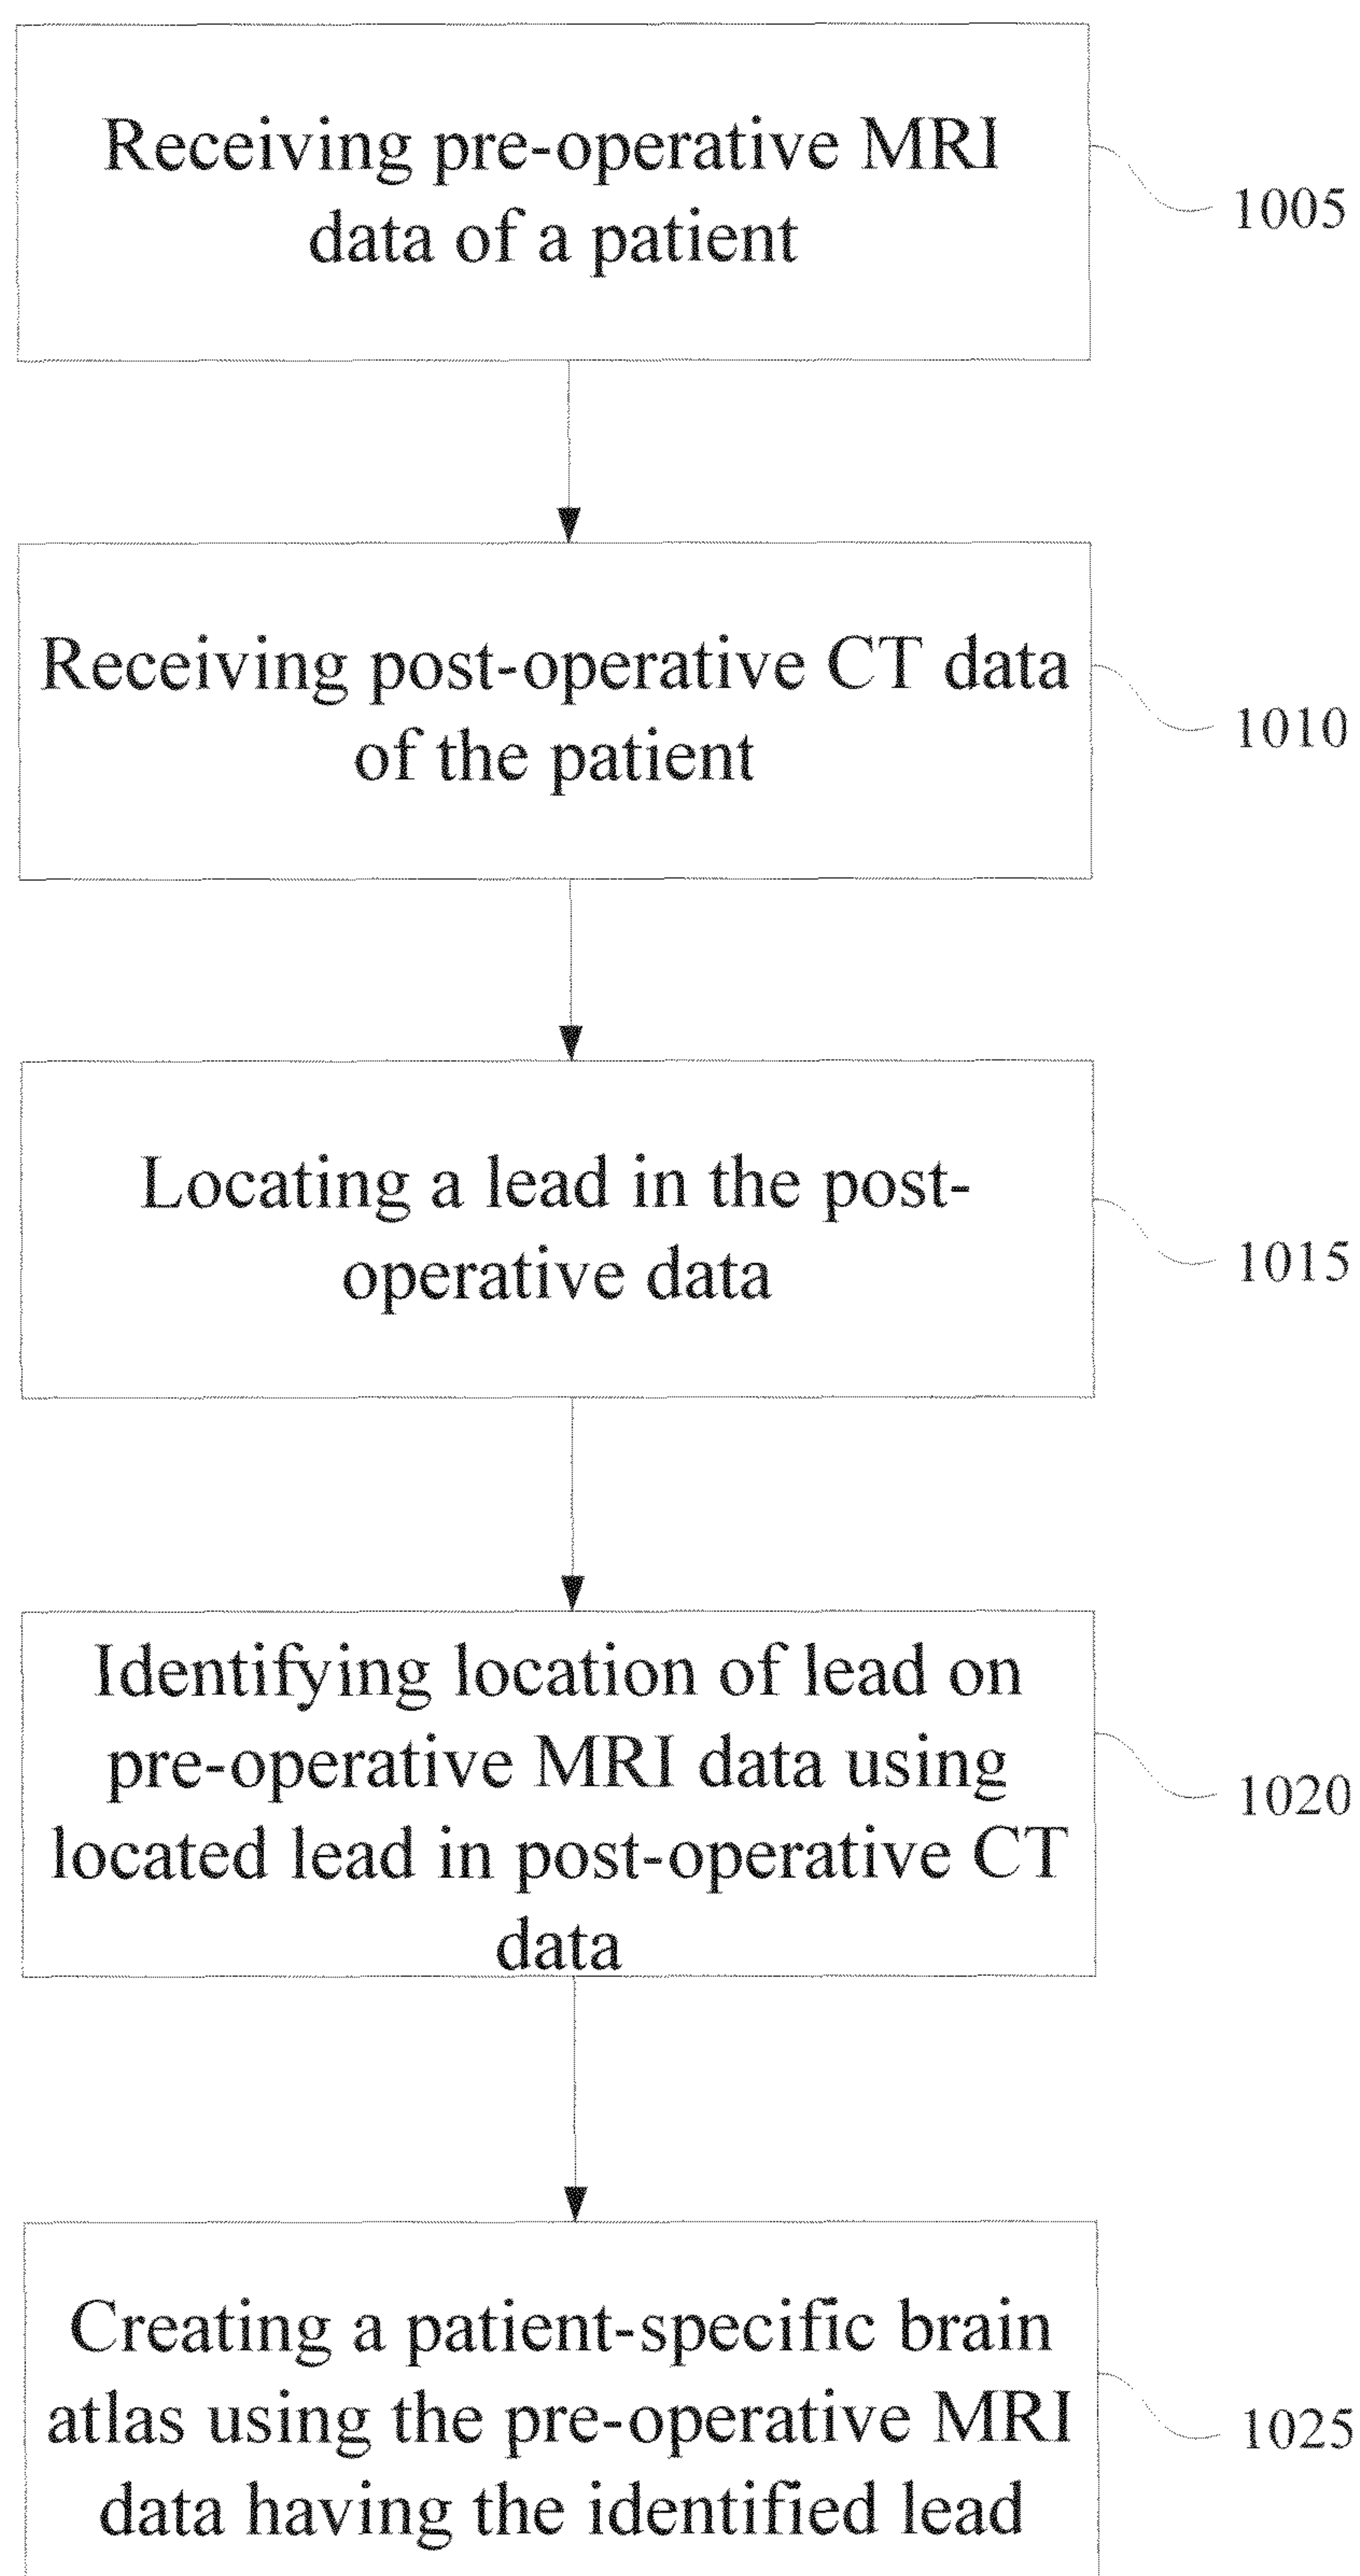 Receiving pre-operative MRI
data of a patient
1005
Receiving post-operative CT data
of the patient
1010
Locating a lead in the post-
operative data
1015
Identifying location of lead on
pre-operative MRI data using
located lead in post-operative CT
data
1020
Creating a patient-specific brain
atlas using the pre-operative MRI
data having the identified lead
1025